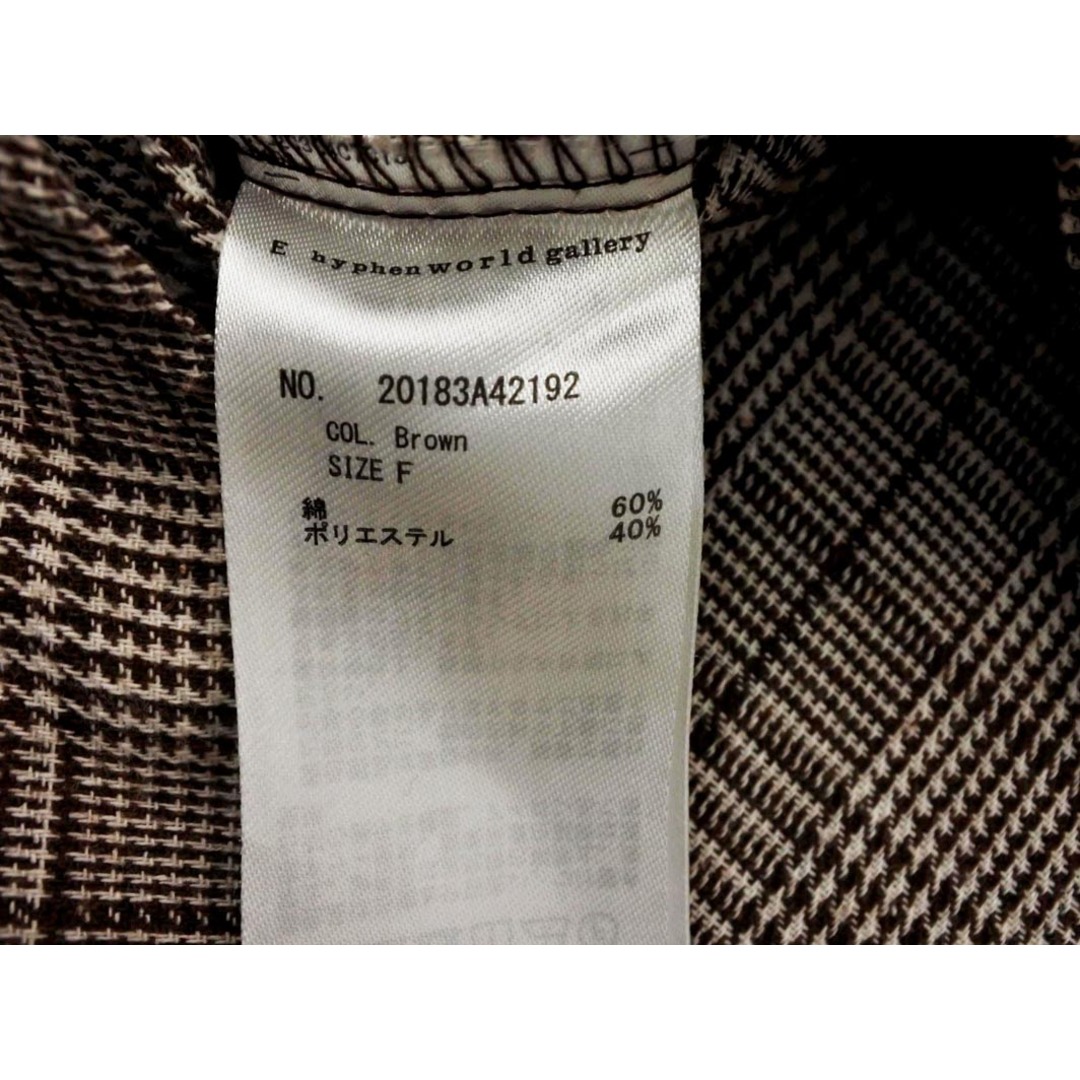 E hyphen world gallery
NO. 20183A42192
COL. Brown
SIZE F
綿 60%
ポリエステル 40%